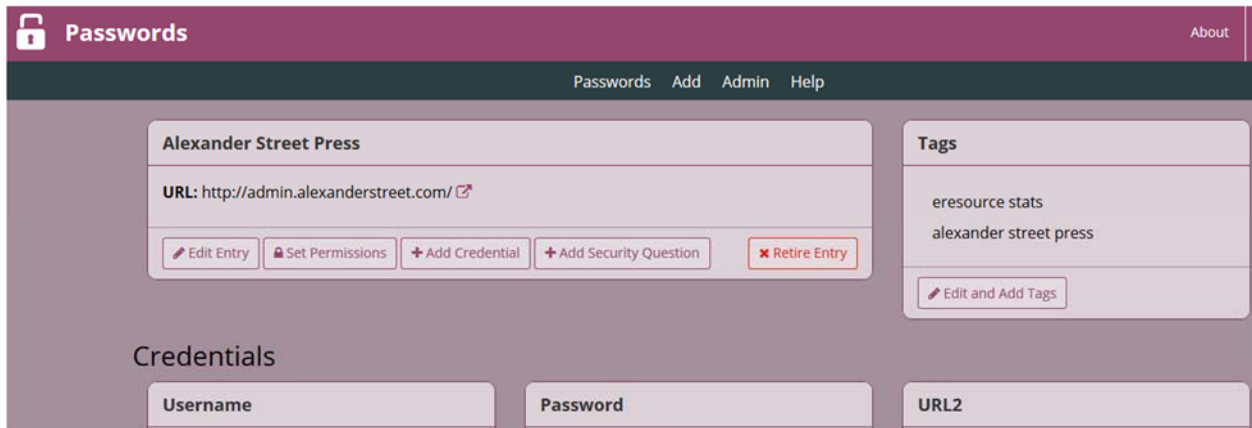 Passwords
About
Passwords Add Admin Help
Alexander Street Press
URL: http://admin.alexanderstreet.com/
Edit Entry Set Permissions Add Credential Add Security Question Retire Entry
Tags
eresource stats
alexander street press
Edit and Add Tags
Credentials
Username
Password
URL2